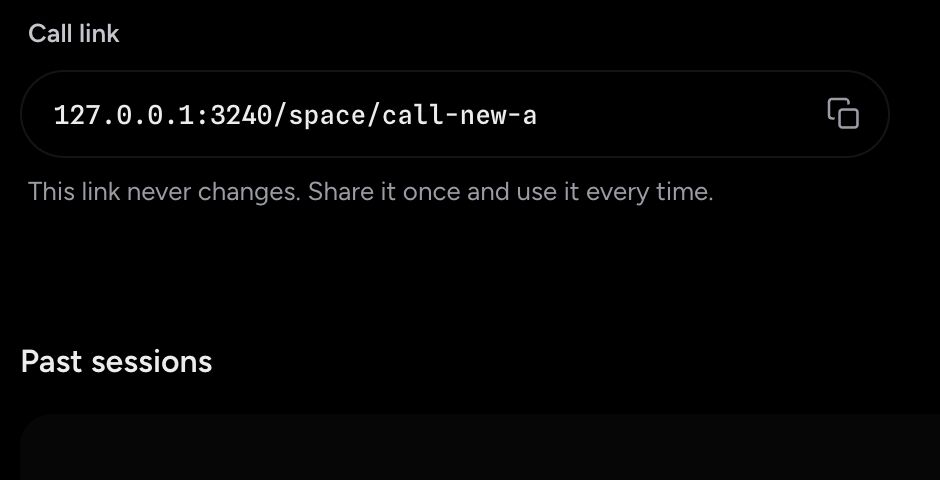 Call link
127.0.0.1:3240/space/call-new-a
This link never changes. Share it once and use it every time.
Past sessions